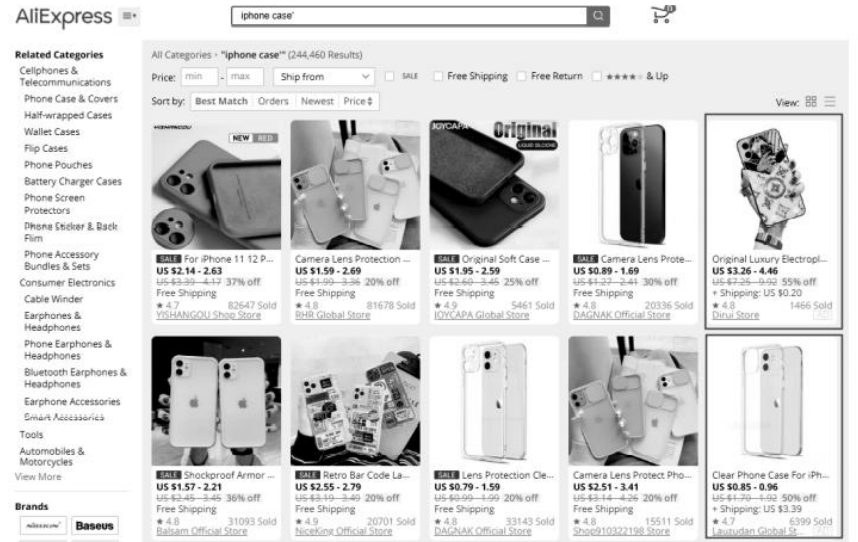 AliExpress
iphone case'
0
Related Categories
Cellphones &
Telecommunications
Phone Case & Covers
Half-wrapped Cases
Wallet Cases
Flip Cases
Phone Pouches
Battery Charger Cases
Phone Screen
Protectors
Phone Sticker & Back
Flim
Phone Accessory
Bundles & Sets
Consumer Electronics
Cable Winder
Earphones &
Headphones
Phone Earphones &
Headphones
Bluetooth Earphones &
Headphones
Earphone Accessories
Smart Accessories
Tools
Automobiles &
Motorcycles
View More
Brands
Baseus
All Categories › "iphone case'" (244,460 Results)
Price: min - max Ship from SALE Free Shipping Free Return & Up
Sort by: Best Match Orders Newest Price
View:
YISHANGOU
NEW RED
SALE For iPhone 11 12 P...
US $2.14 - 2.63
US $3.39 - 4.17 37% off
Free Shipping
4.7 82647 Sold
YISHANGOU Shop Store
Camera Lens Protection ...
US $1.59 - 2.69
US $1.99 - 3.36 20% off
Free Shipping
4.8 81678 Sold
RHR Global Store
JOYCAPA
Original
LIQUID SILICONE
SALE Original Soft Case ...
US $1.95 - 2.59
US $2.60 - 3.45 25% off
Free Shipping
4.9 5461 Sold
JOYCAPA Global Store
SALE Camera Lens Prote...
US $0.89 - 1.69
US $1.27 - 2.41 30% off
Free Shipping
4.8 20336 Sold
DAGNAK Official Store
Original Luxury Electropl...
US $3.26 - 4.46
US $7.25 - 9.92 55% off
+ Shipping: US $0.20
4.8 1466 Sold
Dirui Store AD
SALE Shockproof Armor ...
US $1.57 - 2.21
US $2.45 - 3.45 36% off
Free Shipping
4.8 31093 Sold
Balsam Official Store
SALE Retro Bar Code La...
US $2.55 - 2.79
US $3.19 - 3.49 20% off
Free Shipping
4.9 20701 Sold
NiceKing Official Store
SALE Lens Protection Cle...
US $0.79 - 1.59
US $0.99 - 1.99 20% off
Free Shipping
4.8 33143 Sold
DAGNAK Official Store
Camera Lens Protect Pho...
US $2.51 - 3.41
US $3.14 - 4.26 20% off
Free Shipping
4.8 15511 Sold
Shop910322198 Store
Clear Phone Case For iPh...
US $0.85 - 0.96
US $1.70 - 1.92 50% off
+ Shipping: US $3.39
4.7 6399 Sold
Lauzudan Global St... AD